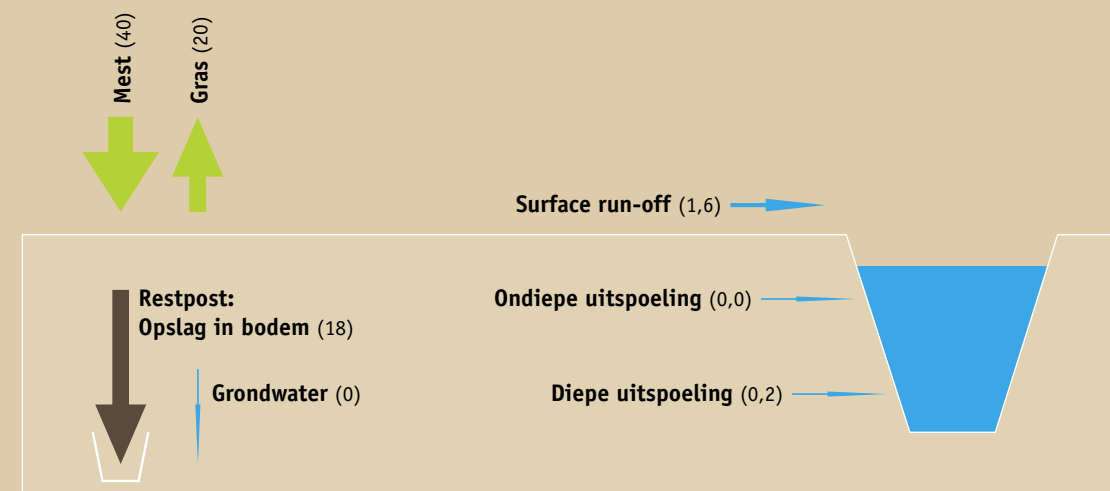 Mest (40)
Gras (20)
Surface run-off (1,6)
Restpost:
Opslag in bodem (18)
Ondiepe uitspoeling (0,0)
Grondwater (0)
Diepe uitspoeling (0,2)